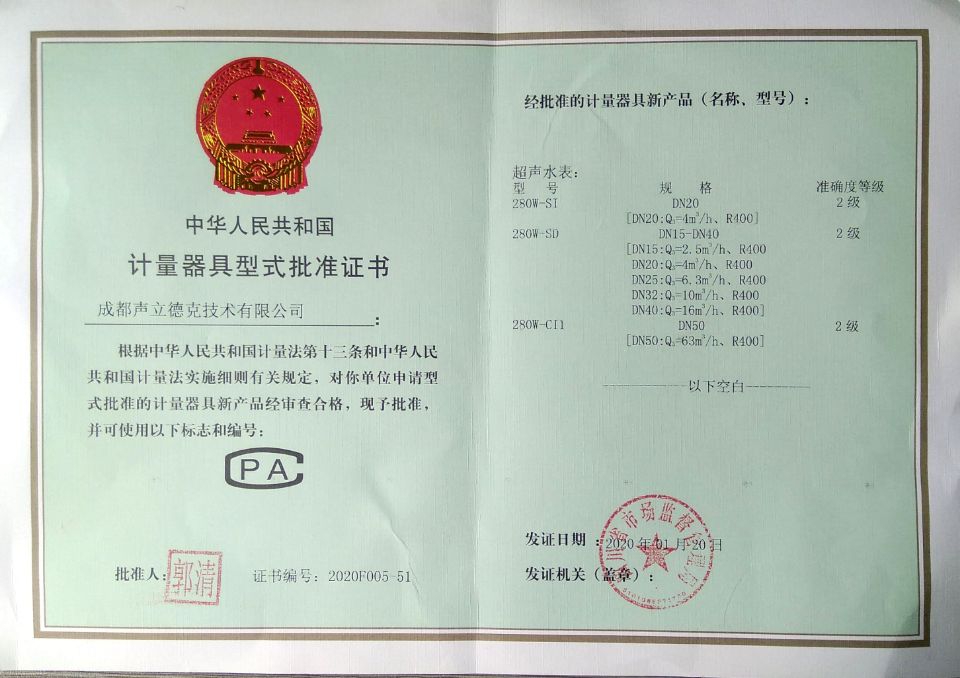 中华人民共和国
计量器具型式批准证书
成都声立德克技术有限公司：
根据中华人民共和国计量法第十三条和中华人民
共和国计量法实施细则有关规定，对你单位申请型
式批准的计量器具新产品经审查合格，现予批准，
并可使用以下标志和编号：
CPA
批准人：郭清
证书编号：2020F005-51
经批准的计量器具新产品（名称、型号）：
超声水表：
型 号 规 格 准确度等级
280W-SI DN20 2级
[DN20:Q₃=4m³/h、R400]
280W-SD DN15-DN40 2级
[DN15:Q₃=2.5m³/h、R400
DN20:Q₃=4m³/h、R400
DN25:Q₃=6.3m³/h、R400
DN32:Q₃=10m³/h、R400
DN40:Q₃=16m³/h、R400]
280W-CI1 DN50 2级
[DN50:Q₃=63m³/h、R400]
-----------以下空白-----------
发证日期：2020年01月20日
发证机关（盖章）：
四川省市场监督管理局